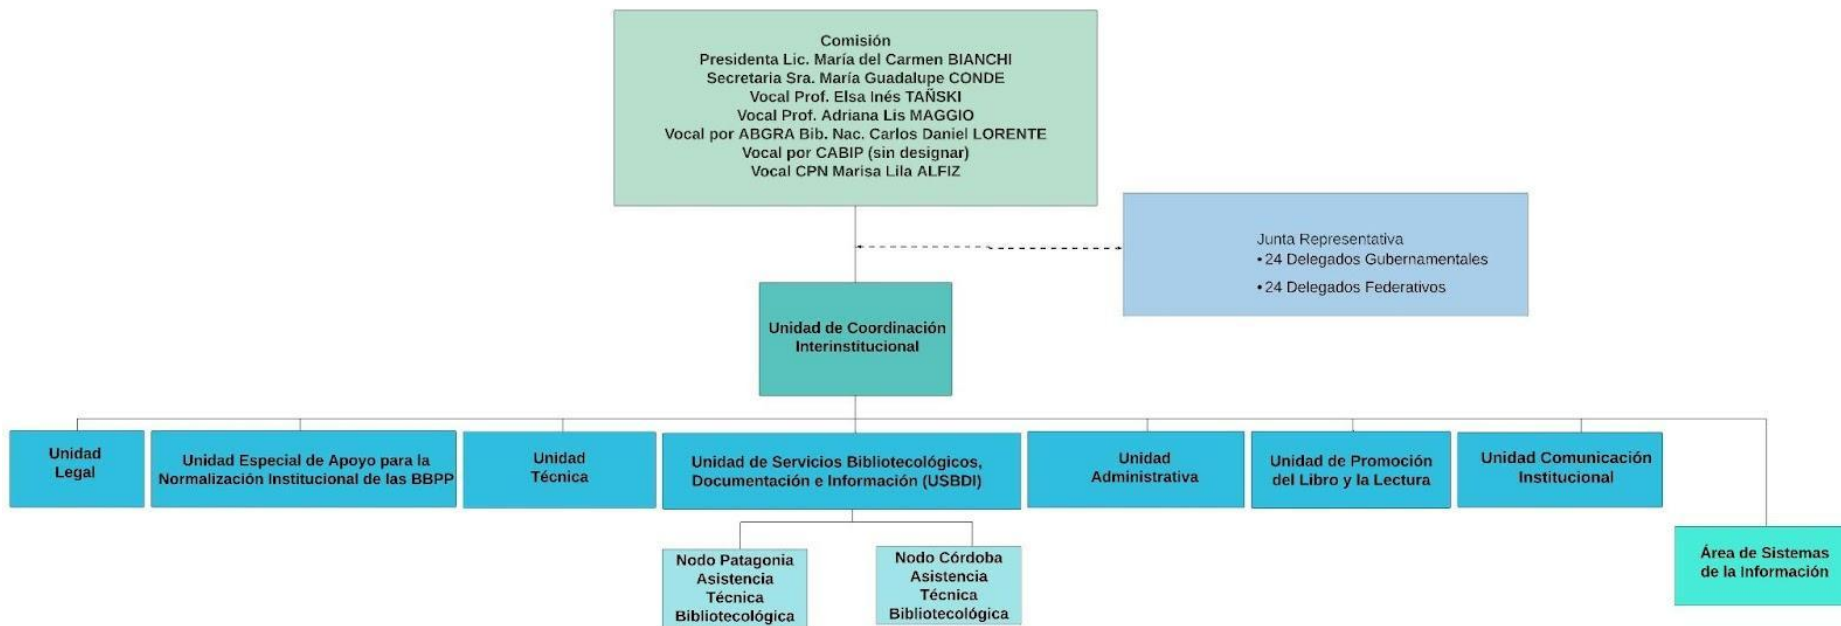 Comisión
Presidenta Lic. María del Carmen BIANCHI
Secretaria Sra. María Guadalupe CONDE
Vocal Prof. Elsa Inés TAÑSKI
Vocal Prof. Adriana Lis MAGGIO
Vocal por ABGRA Bib. Nac. Carlos Daniel LORENTE
Vocal por CABIP (sin designar)
Vocal CPN Marisa Lila ALFIZ
Junta Representativa
• 24 Delegados Gubernamentales
• 24 Delegados Federativos
Unidad de Coordinación
Interinstitucional
Unidad
Legal
Unidad Especial de Apoyo para la
Normalización Institucional de las BBPP
Unidad
Técnica
Unidad de Servicios Bibliotecológicos,
Documentación e Información (USBDI)
Unidad
Administrativa
Unidad de Promoción
del Libro y la Lectura
Unidad Comunicación
Institucional
Nodo Patagonia
Asistencia
Técnica
Bibliotecológica
Nodo Córdoba
Asistencia
Técnica
Bibliotecológica
Área de Sistemas
de la Información